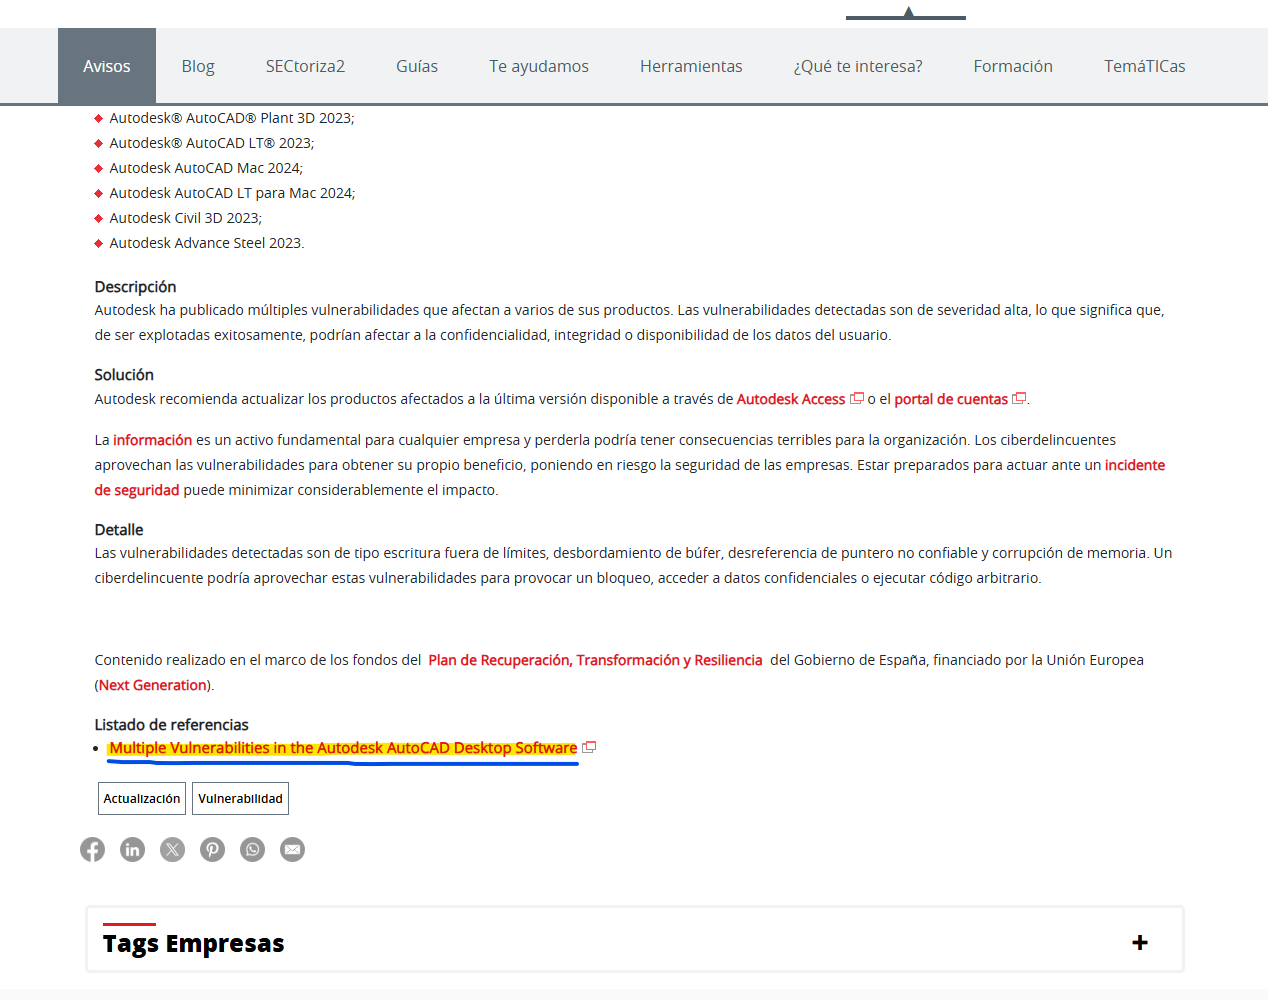 Avisos Blog SECtoriza2 Guías Te ayudamos Herramientas ¿Qué te interesa? Formación TemáTICas
Autodesk® AutoCAD® Plant 3D 2023;
Autodesk® AutoCAD LT® 2023;
Autodesk AutoCAD Mac 2024;
Autodesk AutoCAD LT para Mac 2024;
Autodesk Civil 3D 2023;
Autodesk Advance Steel 2023.
Descripción
Autodesk ha publicado múltiples vulnerabilidades que afectan a varios de sus productos. Las vulnerabilidades detectadas son de severidad alta, lo que significa que,
de ser explotadas exitosamente, podrían afectar a la confidencialidad, integridad o disponibilidad de los datos del usuario.
Solución
Autodesk recomienda actualizar los productos afectados a la última versión disponible a través de Autodesk Access o el portal de cuentas.
La información es un activo fundamental para cualquier empresa y perderla podría tener consecuencias terribles para la organización. Los ciberdelincuentes
aprovechan las vulnerabilidades para obtener su propio beneficio, poniendo en riesgo la seguridad de las empresas. Estar preparados para actuar ante un incidente
de seguridad puede minimizar considerablemente el impacto.
Detalle
Las vulnerabilidades detectadas son de tipo escritura fuera de límites, desbordamiento de búfer, desreferencia de puntero no confiable y corrupción de memoria. Un
ciberdelincuente podría aprovechar estas vulnerabilidades para provocar un bloqueo, acceder a datos confidenciales o ejecutar código arbitrario.
Contenido realizado en el marco de los fondos del Plan de Recuperación, Transformación y Resiliencia del Gobierno de España, financiado por la Unión Europea
(Next Generation).
Listado de referencias
Multiple Vulnerabilities in the Autodesk AutoCAD Desktop Software
Actualización Vulnerabilidad
Tags Empresas +